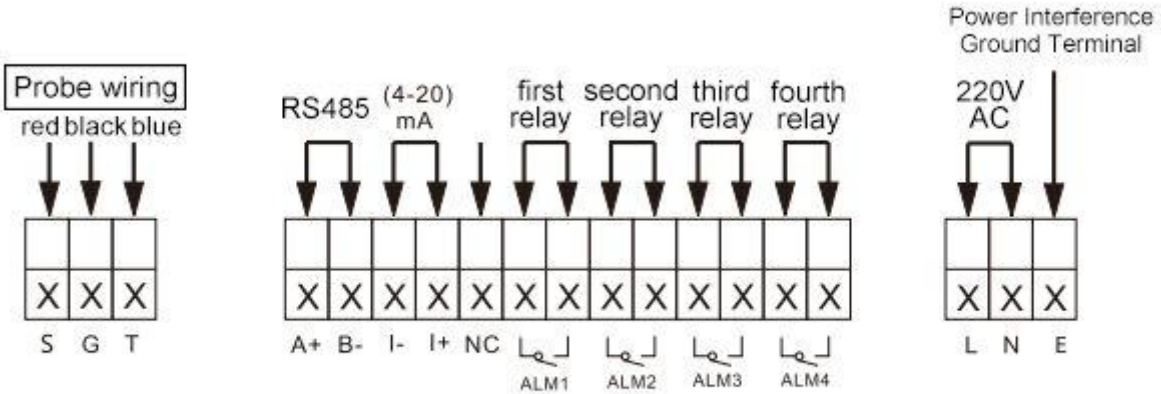 Power Interference
Ground Terminal
Probe wiring
red black blue
RS485
(4-20)
mA
first
relay
second
relay
third
relay
fourth
relay
220V
AC
X X X
X X X X X X X X X X X X X
X X X
S G T
A+ B- I- I+ NC
ALM1 ALM2 ALM3 ALM4
L N E